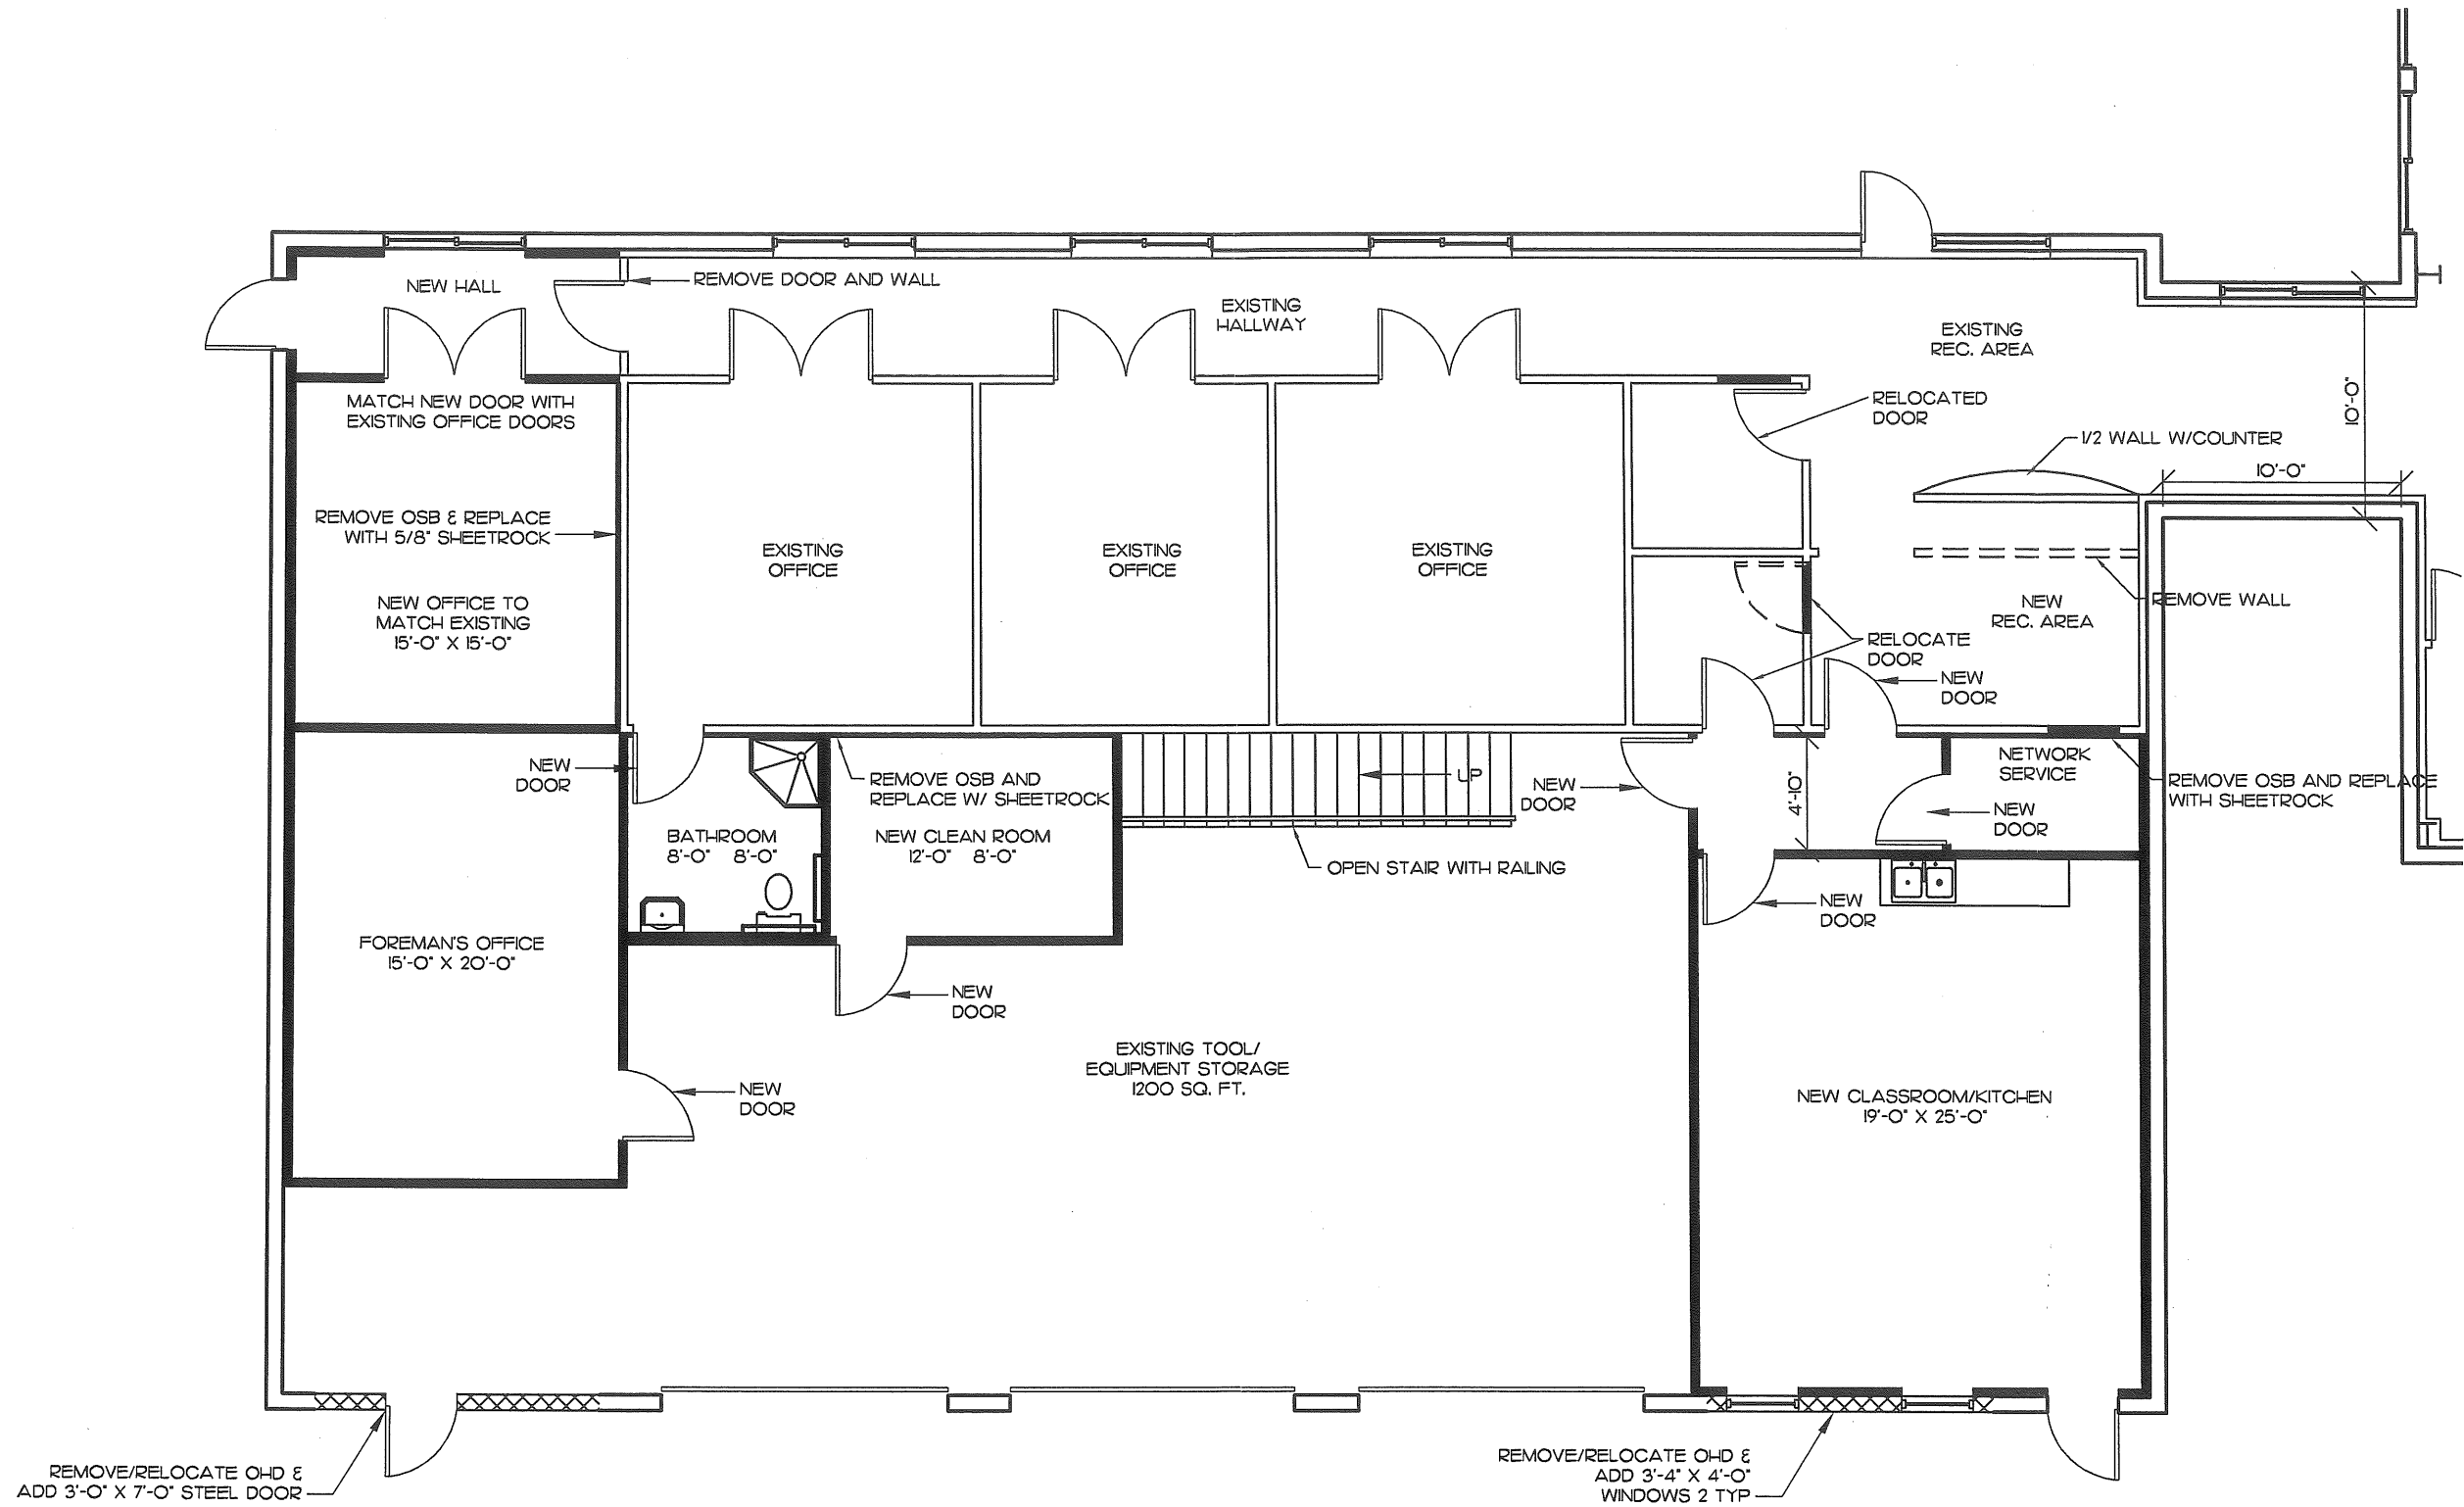 NEW HALL
REMOVE DOOR AND WALL
EXISTING
HALLWAY
EXISTING
REC. AREA
MATCH NEW DOOR WITH
EXISTING OFFICE DOORS
RELOCATED
DOOR
10'-0"
1/2 WALL W/COUNTER
10'-0"
REMOVE OSB & REPLACE
WITH 5/8" SHEETROCK
EXISTING
OFFICE
EXISTING
OFFICE
EXISTING
OFFICE
NEW OFFICE TO
MATCH EXISTING
15'-0" X 15'-0"
NEW
REC. AREA
REMOVE WALL
RELOCATE
DOOR
NEW
DOOR
NEW
DOOR
REMOVE OSB AND
REPLACE W/ SHEETROCK
UP
NEW
DOOR
4'-10"
NETWORK
SERVICE
REMOVE OSB AND REPLACE
WITH SHEETROCK
NEW
DOOR
BATHROOM
8'-0" 8'-0"
NEW CLEAN ROOM
12'-0" 8'-0"
OPEN STAIR WITH RAILING
NEW
DOOR
FOREMAN'S OFFICE
15'-0" X 20'-0"
NEW
DOOR
EXISTING TOOL/
EQUIPMENT STORAGE
1200 SQ. FT.
NEW
DOOR
NEW CLASSROOM/KITCHEN
19'-0" X 25'-0"
REMOVE/RELOCATE OHD &
ADD 3'-0" X 7'-0" STEEL DOOR
REMOVE/RELOCATE OHD &
ADD 3'-4" X 4'-0"
WINDOWS 2 TYP